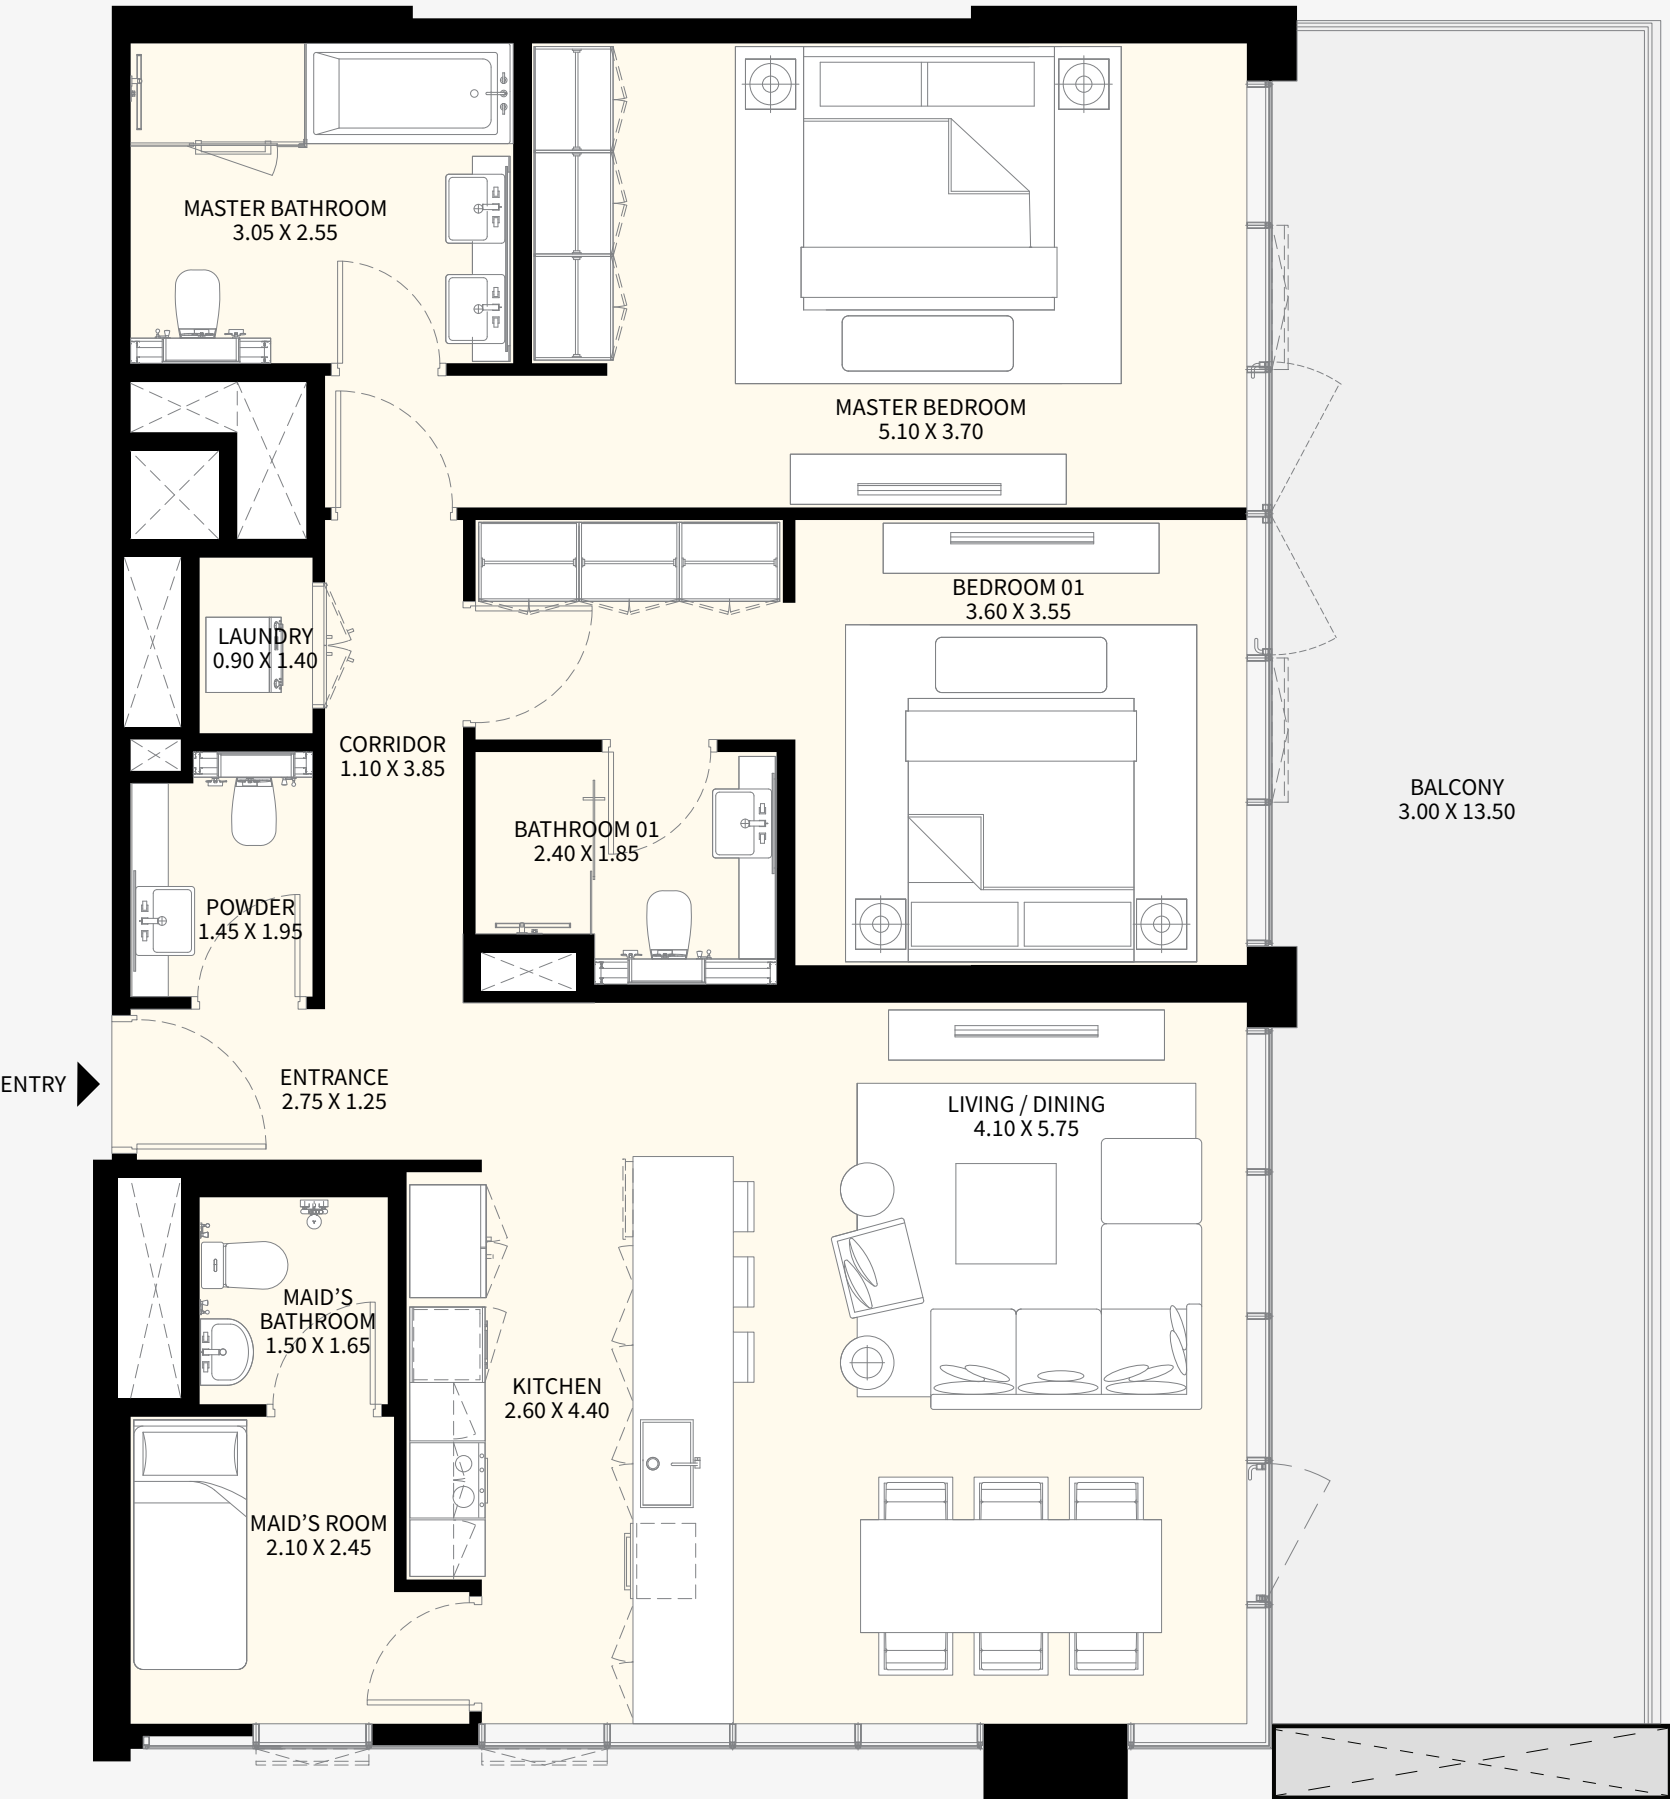 MASTER BATHROOM
3.05 X 2.55
MASTER BEDROOM
5.10 X 3.70
BEDROOM 01
3.60 X 3.55
LAUNDRY
0.90 X 1.40
CORRIDOR
1.10 X 3.85
BALCONY
3.00 X 13.50
BATHROOM 01
2.40 X 1.85
POWDER
1.45 X 1.95
ENTRY
ENTRANCE
2.75 X 1.25
LIVING / DINING
4.10 X 5.75
MAID’S
BATHROOM
1.50 X 1.65
KITCHEN
2.60 X 4.40
MAID’S ROOM
2.10 X 2.45